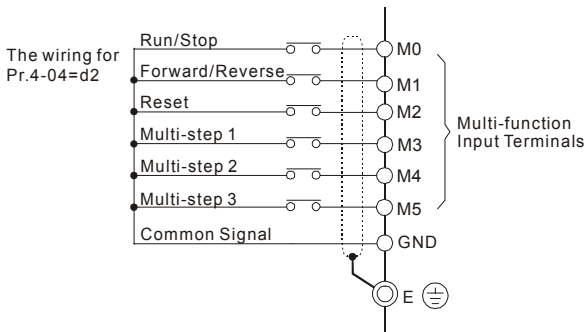 The wiring for
Pr.4-04=d2
Run/Stop
M0
Forward/Reverse
M1
Reset
M2
Multi-step 1
M3
Multi-step 2
M4
Multi-step 3
M5
Common Signal
GND
E
Multi-function
Input Terminals